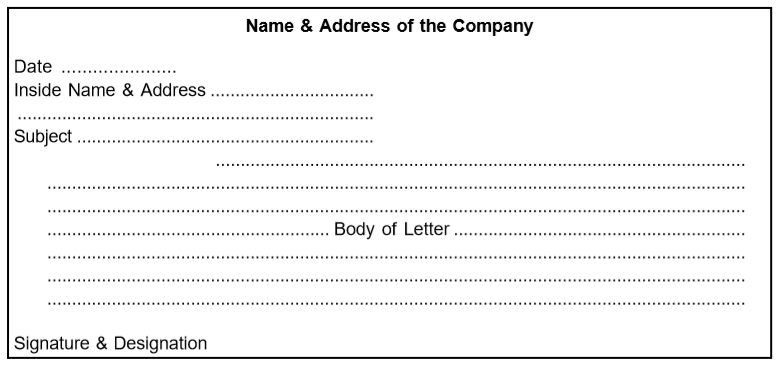 Name & Address of the Company
Date ......................
Inside Name & Address ...............................
....................................................................
Subject .........................................................
.....................................................................................................
.....................................................................................................................................
.....................................................................................................................................
...................................................... Body of Letter .......................................................
.....................................................................................................................................
.....................................................................................................................................
.....................................................................................................................................
Signature & Designation